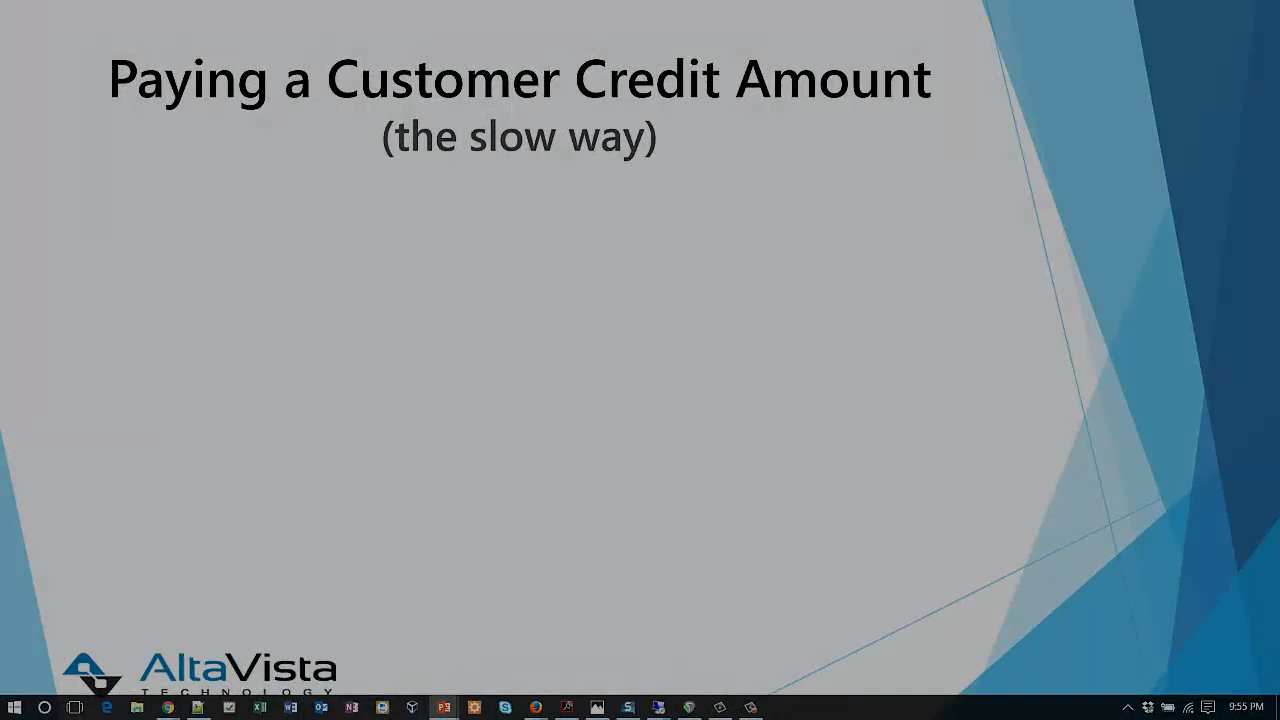 Paying a Customer Credit Amount
(the slow way)
AltaVista
TECHNOLOGY
9:55 PM